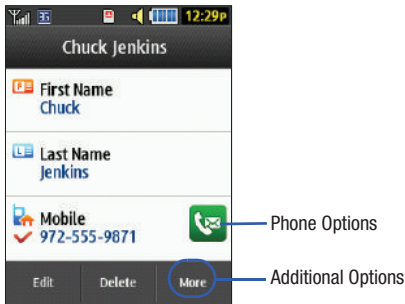 12:29P
Chuck Jenkins
First Name
Chuck
Last Name
Jenkins
Mobile
972-555-9871
Phone Options
Edit Delete More
Additional Options